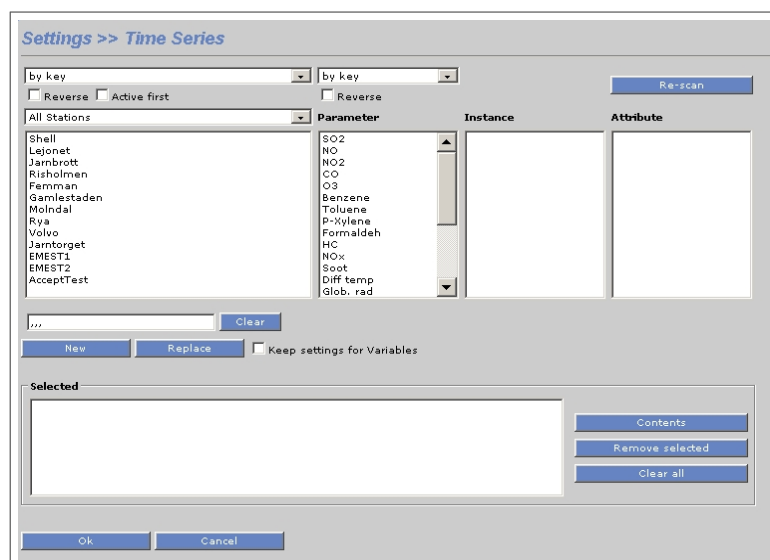 Settings >> Time Series
by key
by key
Reverse Active first
Reverse
Re-scan
All Stations
Parameter
Instance
Attribute
Shell
Lejonet
Jarnbrott
Risholmen
Femman
Gamlestaden
Molndal
Rya
Volvo
Jarntorget
EMEST1
EMEST2
AcceptTest
SO2
NO
NO2
CO
O3
Benzene
Toluene
P-Xylene
Formaldeh
HC
NOx
Soot
Diff temp
Glob. rad
,,,
Clear
New
Replace
Keep settings for Variables
Selected
Contents
Remove selected
Clear all
Ok
Cancel